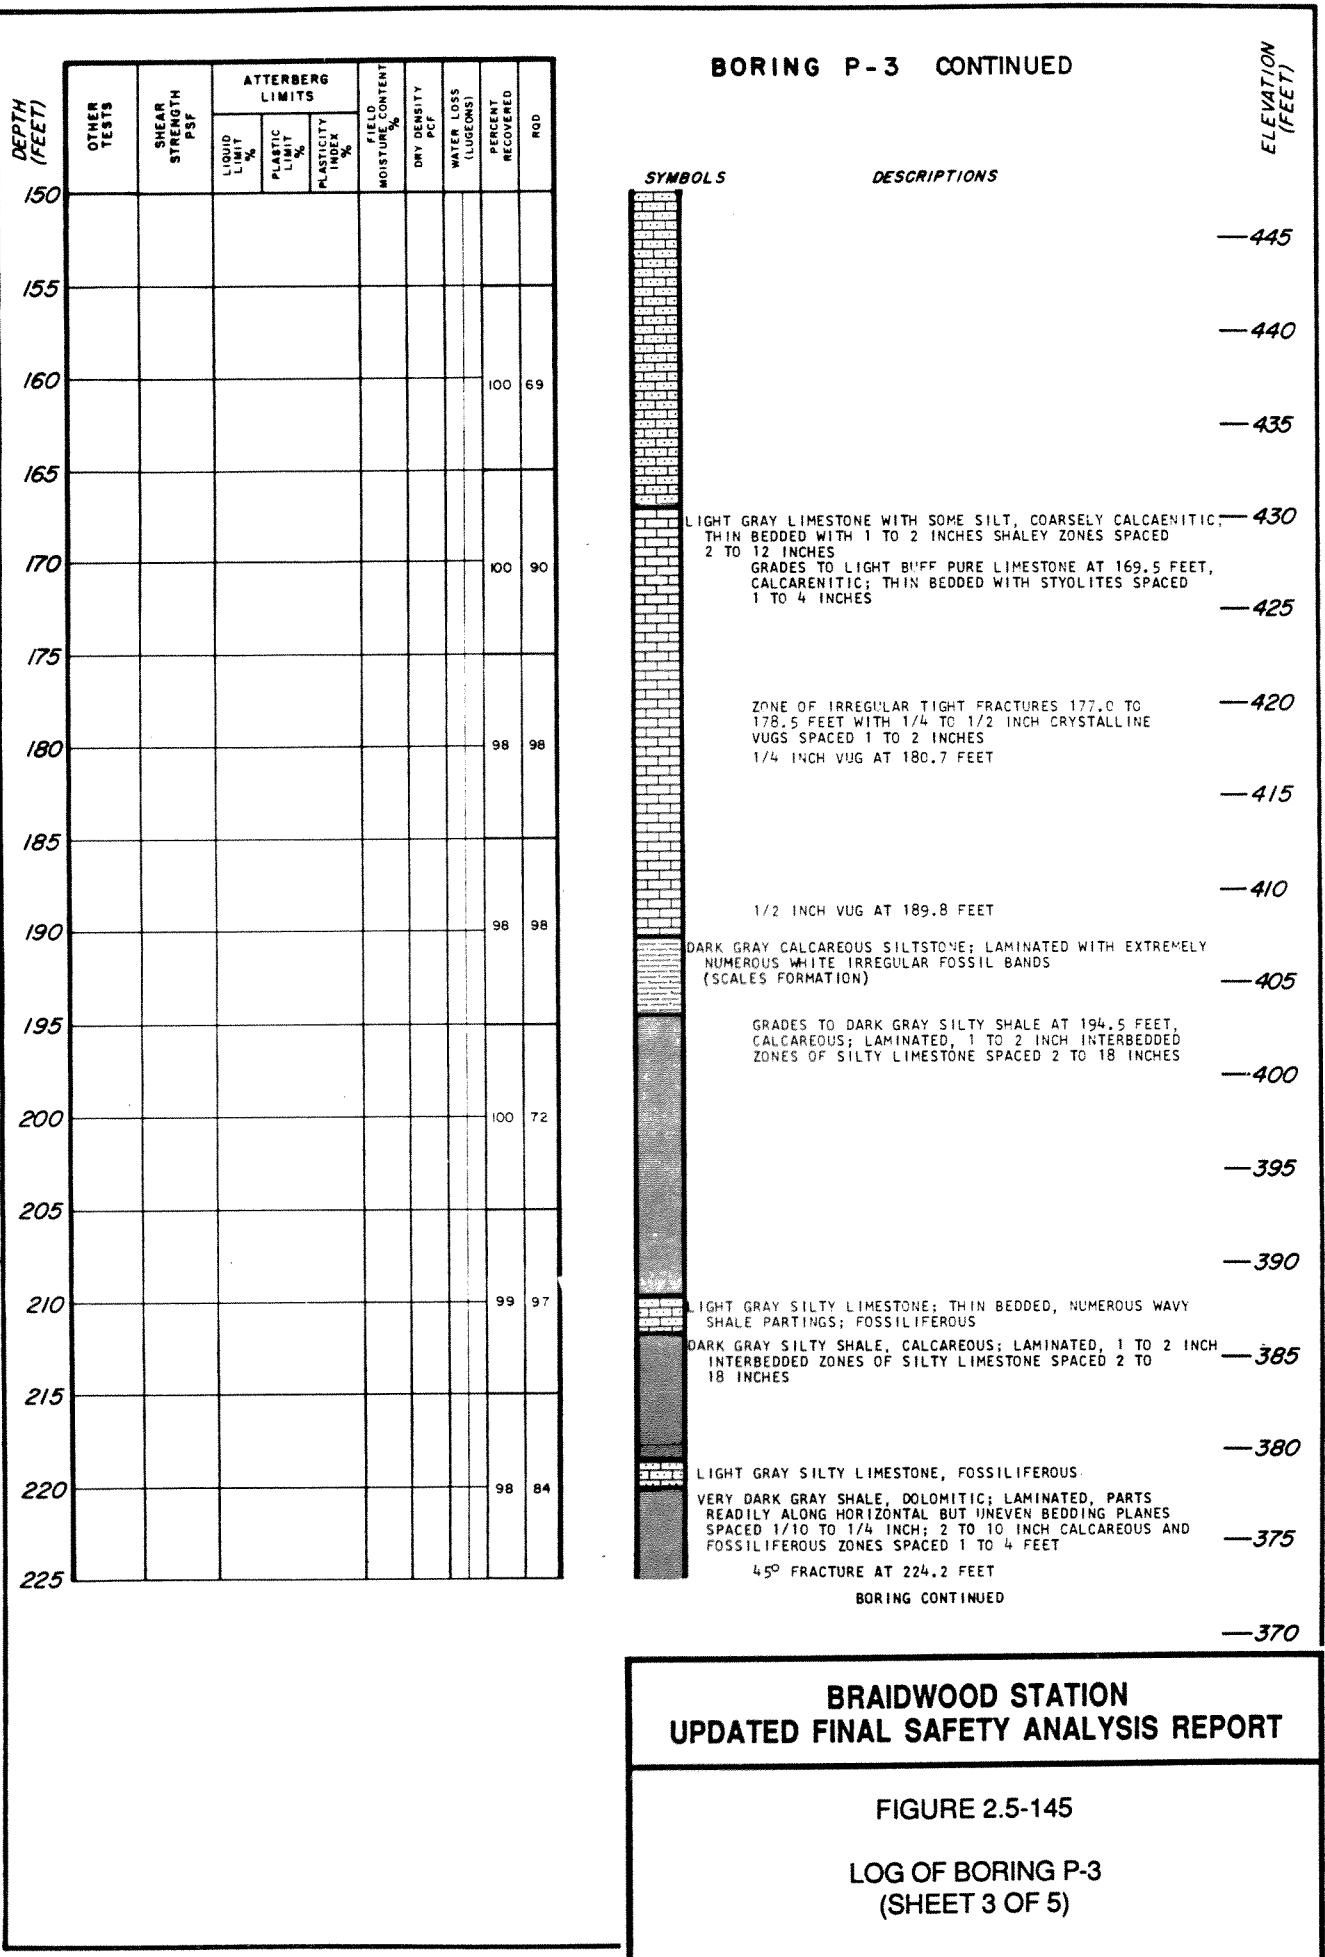 BORING P-3 CONTINUED
DEPTH (FEET)
OTHER TESTS
SHEAR STRENGTH PSF
ATTERBERG LIMITS
LIQUID LIMIT %
PLASTIC LIMIT %
PLASTICITY INDEX %
FIELD MOISTURE CONTENT %
DRY DENSITY PCF
WATER LOSS (LUGEONS)
PERCENT RECOVERED
RQD
SYMBOLS
DESCRIPTIONS
ELEVATION (FEET)
150
—445
155
—440
160
100 69
—435
165
—430
LIGHT GRAY LIMESTONE WITH SOME SILT, COARSELY CALCAENITIC,
THIN BEDDED WITH 1 TO 2 INCHES SHALEY ZONES SPACED
2 TO 12 INCHES
GRADES TO LIGHT BUFF PURE LIMESTONE AT 169.5 FEET,
CALCARENITIC; THIN BEDDED WITH STYOLITES SPACED
1 TO 4 INCHES
170
100 90
—425
175
—420
ZONE OF IRREGULAR TIGHT FRACTURES 177.0 TO
178.5 FEET WITH 1/4 TO 1/2 INCH CRYSTALLINE
VUGS SPACED 1 TO 2 INCHES
1/4 INCH VUG AT 180.7 FEET
180
98 98
—415
185
—410
1/2 INCH VUG AT 189.8 FEET
190
98 98
DARK GRAY CALCAREOUS SILTSTONE; LAMINATED WITH EXTREMELY
NUMEROUS WHITE IRREGULAR FOSSIL BANDS
(SCALES FORMATION)
—405
195
GRADES TO DARK GRAY SILTY SHALE AT 194.5 FEET,
CALCAREOUS; LAMINATED, 1 TO 2 INCH INTERBEDDED
ZONES OF SILTY LIMESTONE SPACED 2 TO 18 INCHES
—400
200
100 72
—395
205
—390
210
99 97
LIGHT GRAY SILTY LIMESTONE; THIN BEDDED, NUMEROUS WAVY
SHALE PARTINGS; FOSSILIFEROUS
DARK GRAY SILTY SHALE, CALCAREOUS; LAMINATED, 1 TO 2 INCH
INTERBEDDED ZONES OF SILTY LIMESTONE SPACED 2 TO
18 INCHES
—385
215
—380
220
98 84
LIGHT GRAY SILTY LIMESTONE, FOSSILIFEROUS
VERY DARK GRAY SHALE, DOLOMITIC; LAMINATED, PARTS
READILY ALONG HORIZONTAL BUT UNEVEN BEDDING PLANES
SPACED 1/10 TO 1/4 INCH; 2 TO 10 INCH CALCAREOUS AND
FOSSILIFEROUS ZONES SPACED 1 TO 4 FEET
—375
45° FRACTURE AT 224.2 FEET
225
BORING CONTINUED
—370
BRAIDWOOD STATION
UPDATED FINAL SAFETY ANALYSIS REPORT
FIGURE 2.5-145
LOG OF BORING P-3
(SHEET 3 OF 5)